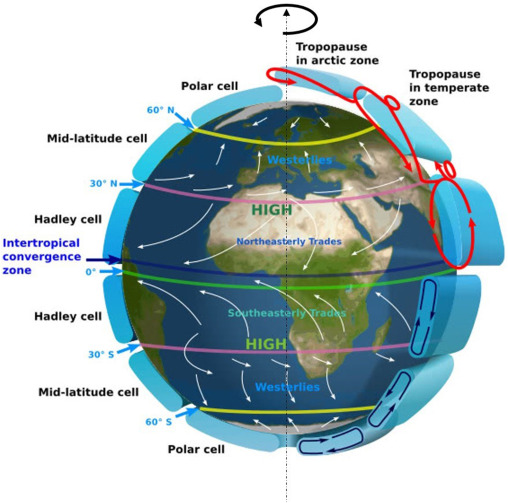 Tropopause
in arctic zone
Tropopause
in temperate
zone
Polar cell
60° N
Mid-latitude cell
Westerlies
30° N
HIGH
Hadley cell
Northeasterly Trades
Intertropical
convergence
zone
0°
Southeasterly Trades
Hadley cell
HIGH
30° S
Westerlies
Mid-latitude cell
60° S
Polar cell